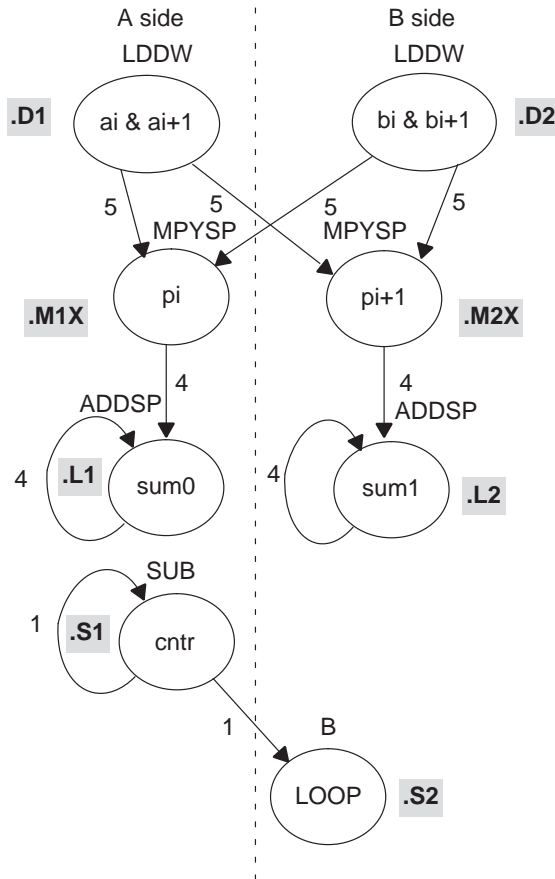 A side
B side
LDDW
LDDW
.D1
ai & ai+1
bi & bi+1
.D2
5
5
5
5
MPYSP
MPYSP
pi
pi+1
.M1X
.M2X
4
4
ADDSP
ADDSP
4
.L1
sum0
4
sum1
.L2
SUB
1
.S1
cntr
1
B
LOOP
.S2